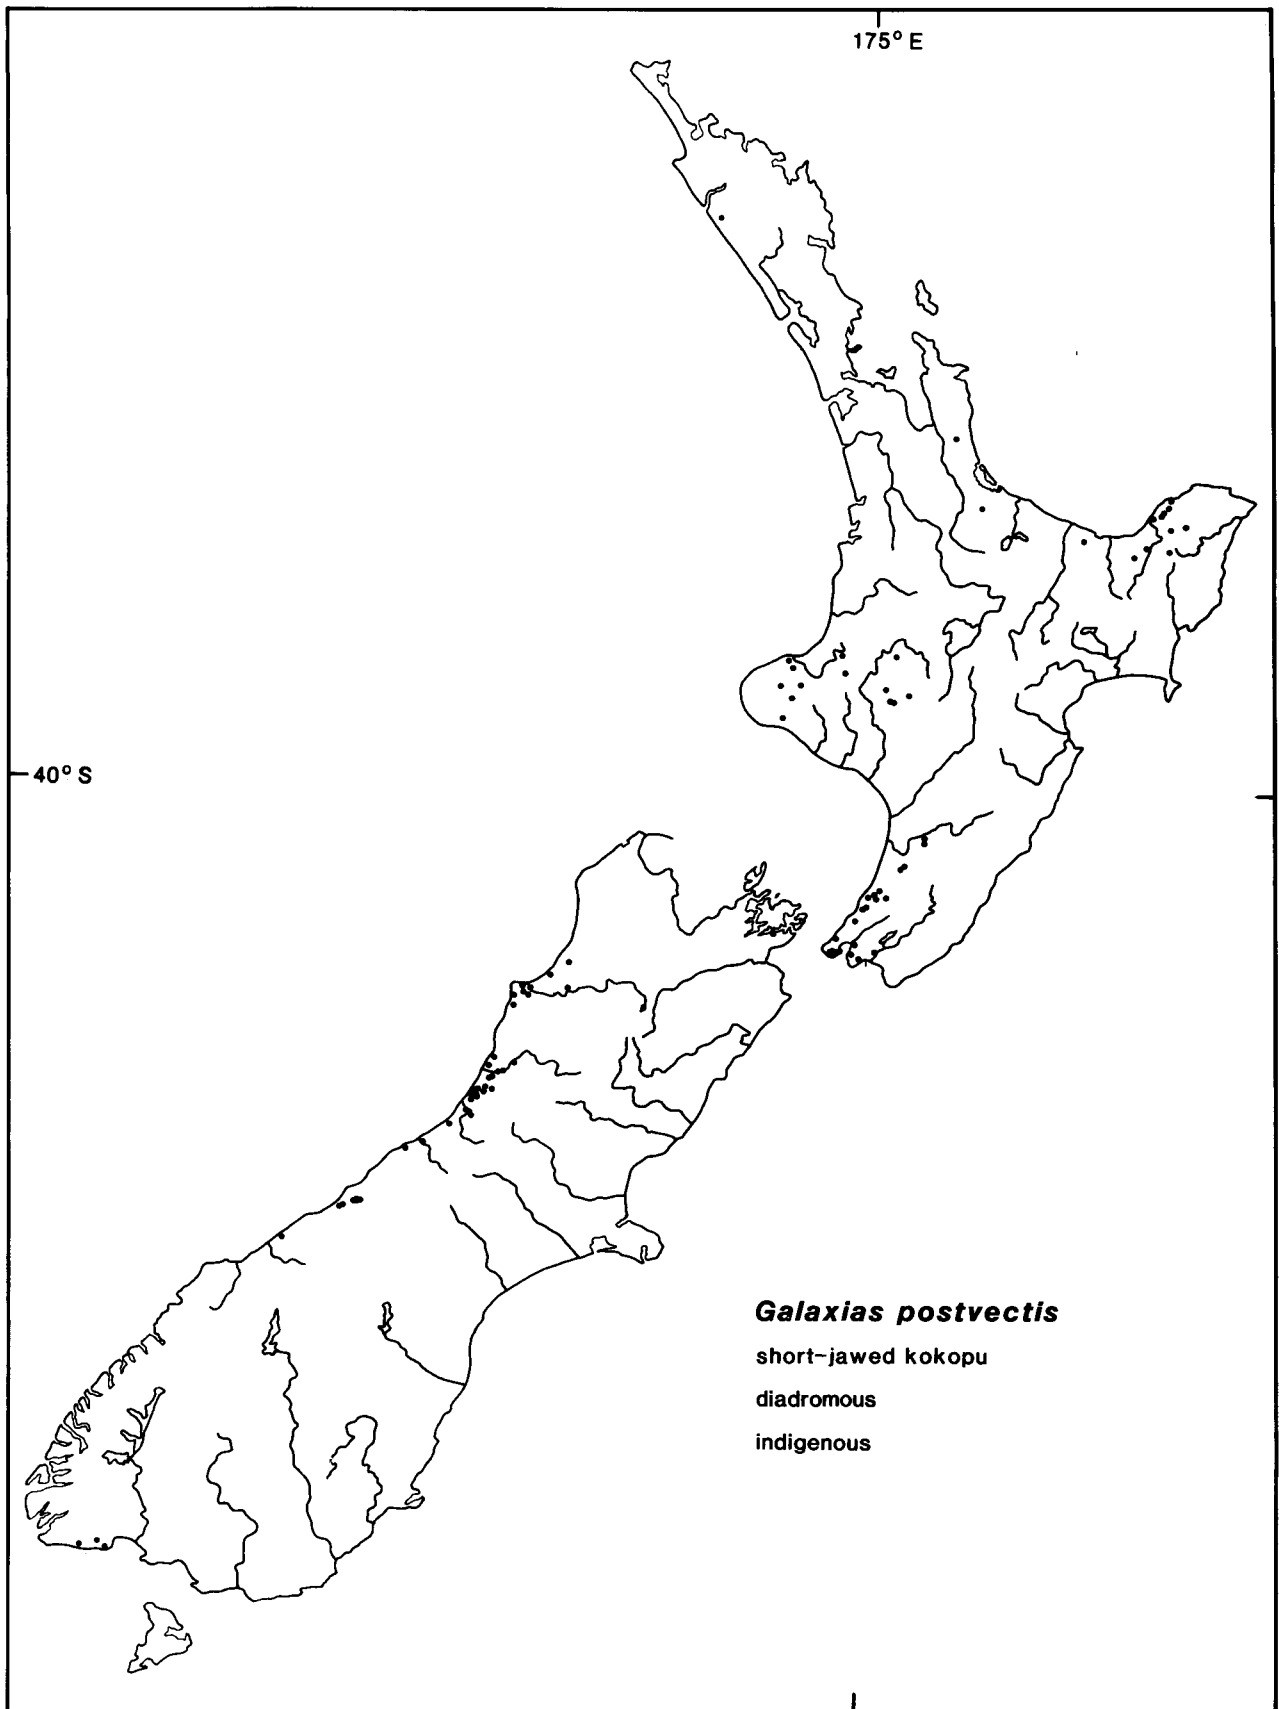 175° E
40° S
Galaxias postvectis
short-jawed kokopu
diadromous
indigenous